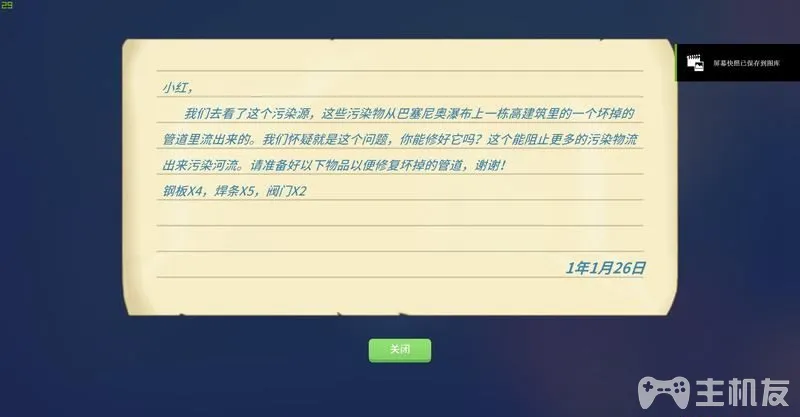 29
屏幕快照已保存到图库
小红，
我们去看了这个污染源，这些污染物从巴塞尼奥瀑布上一栋高建筑里的一个坏掉的
管道里流出来的。我们怀疑就是这个问题，你能修好它吗？这个能阻止更多的污染物流
出来污染河流。请准备好以下物品以便修复坏掉的管道，谢谢！
钢板X4，焊条X5，阀门X2
1年1月26日
关闭
主机友